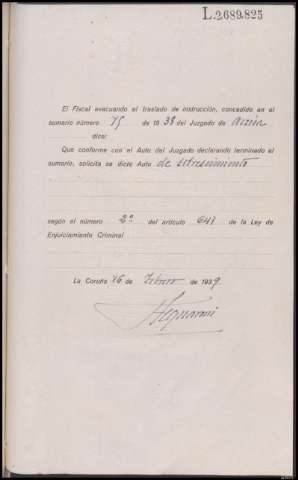 L.2689.825
El Fiscal evacuando el traslado de instrucción, concedido en el
sumario número 75 de 1938 del Juzgado de Arzúa
dice:
Que conforme con el Auto del Juzgado declarando terminado el
sumario, solicita se dicte Auto de sobreseimiento
según el número 2º del artículo 641 de la Ley de
Enjuiciamiento Criminal
La Coruña 16 de Febrero de 1939.